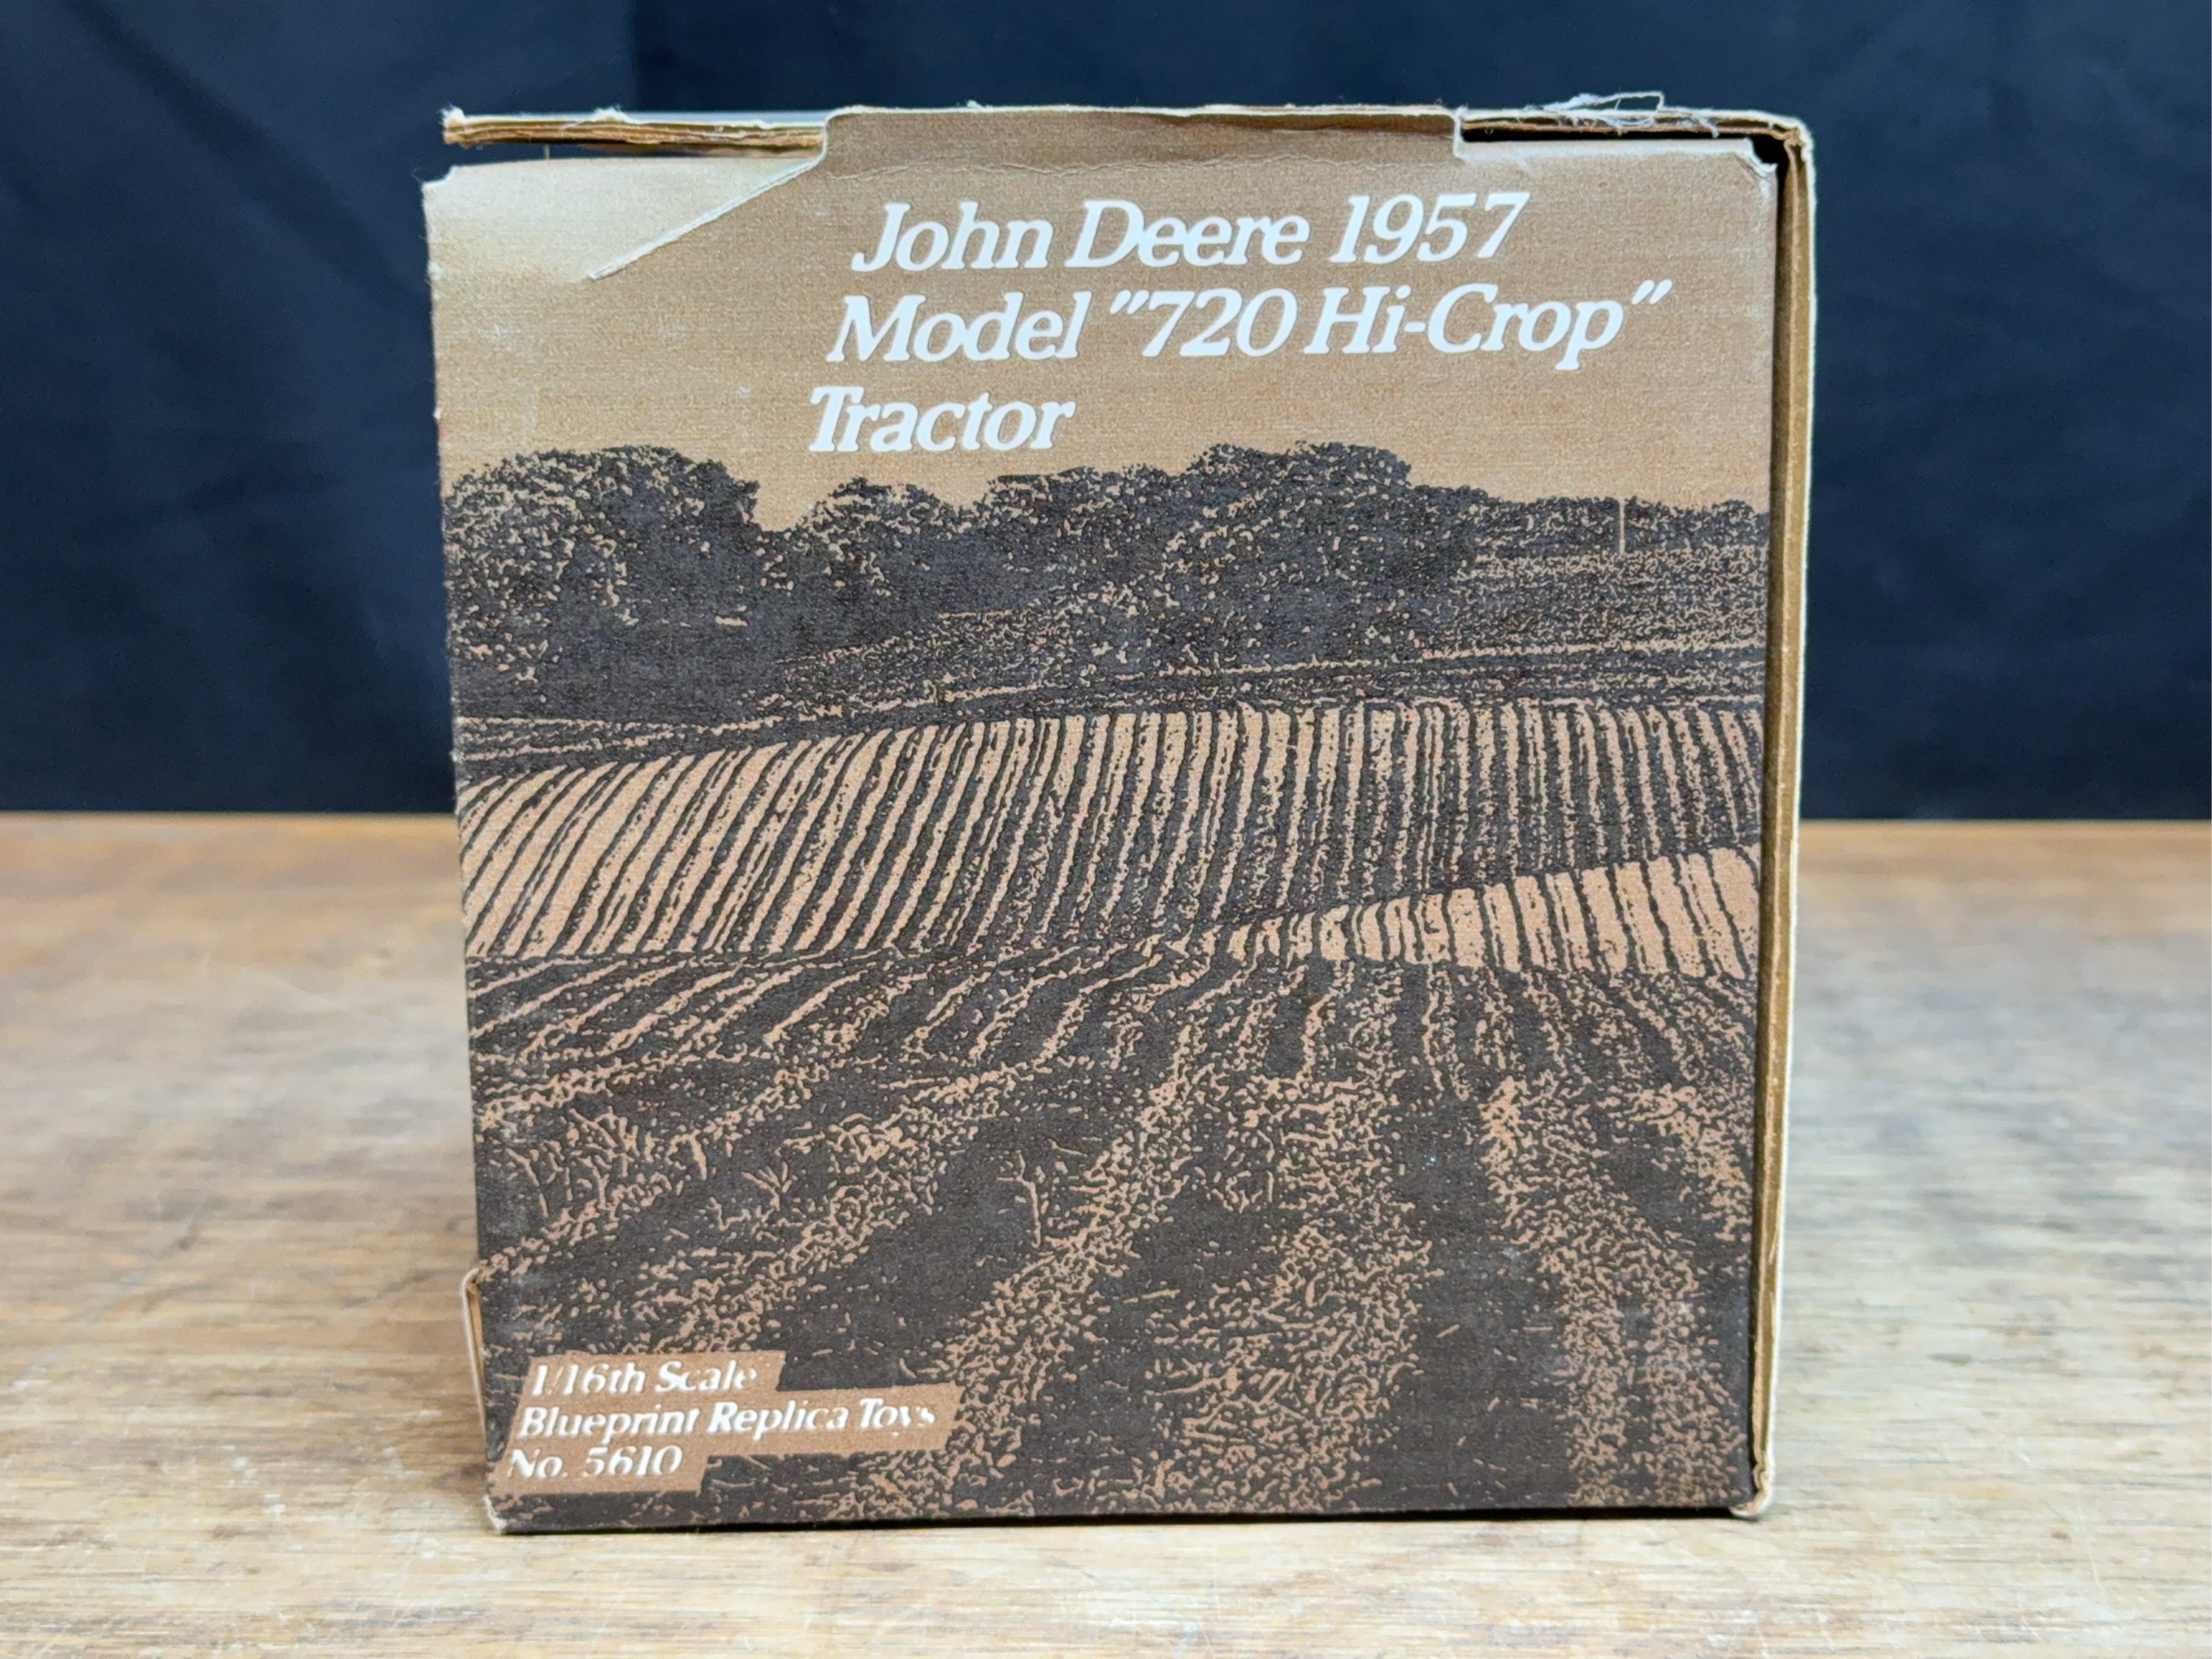 John Deere 1957
Model "720 Hi-Crop"
Tractor
1/16th Scale
Blueprint Replica Toys
No. 5610